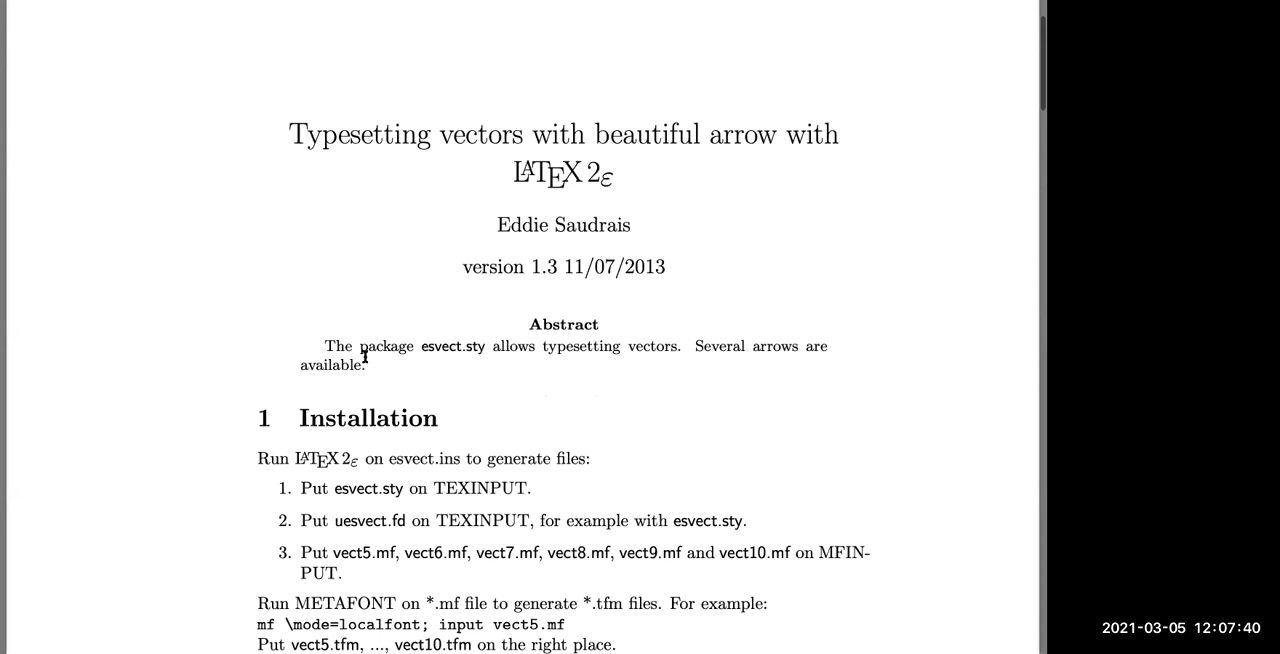 Typesetting vectors with beautiful arrow with
LATEX 2ε
Eddie Saudrais
version 1.3 11/07/2013
Abstract
The package esvect.sty allows typesetting vectors. Several arrows are
available.
1 Installation
Run LATEX 2ε on esvect.ins to generate files:
1. Put esvect.sty on TEXINPUT.
2. Put uesvect.fd on TEXINPUT, for example with esvect.sty.
3. Put vect5.mf, vect6.mf, vect7.mf, vect8.mf, vect9.mf and vect10.mf on MFIN-
PUT.
Run METAFONT on *.mf file to generate *.tfm files. For example:
mf \mode=localfont; input vect5.mf
Put vect5.tfm, ..., vect10.tfm on the right place.
2021-03-05 12:07:40